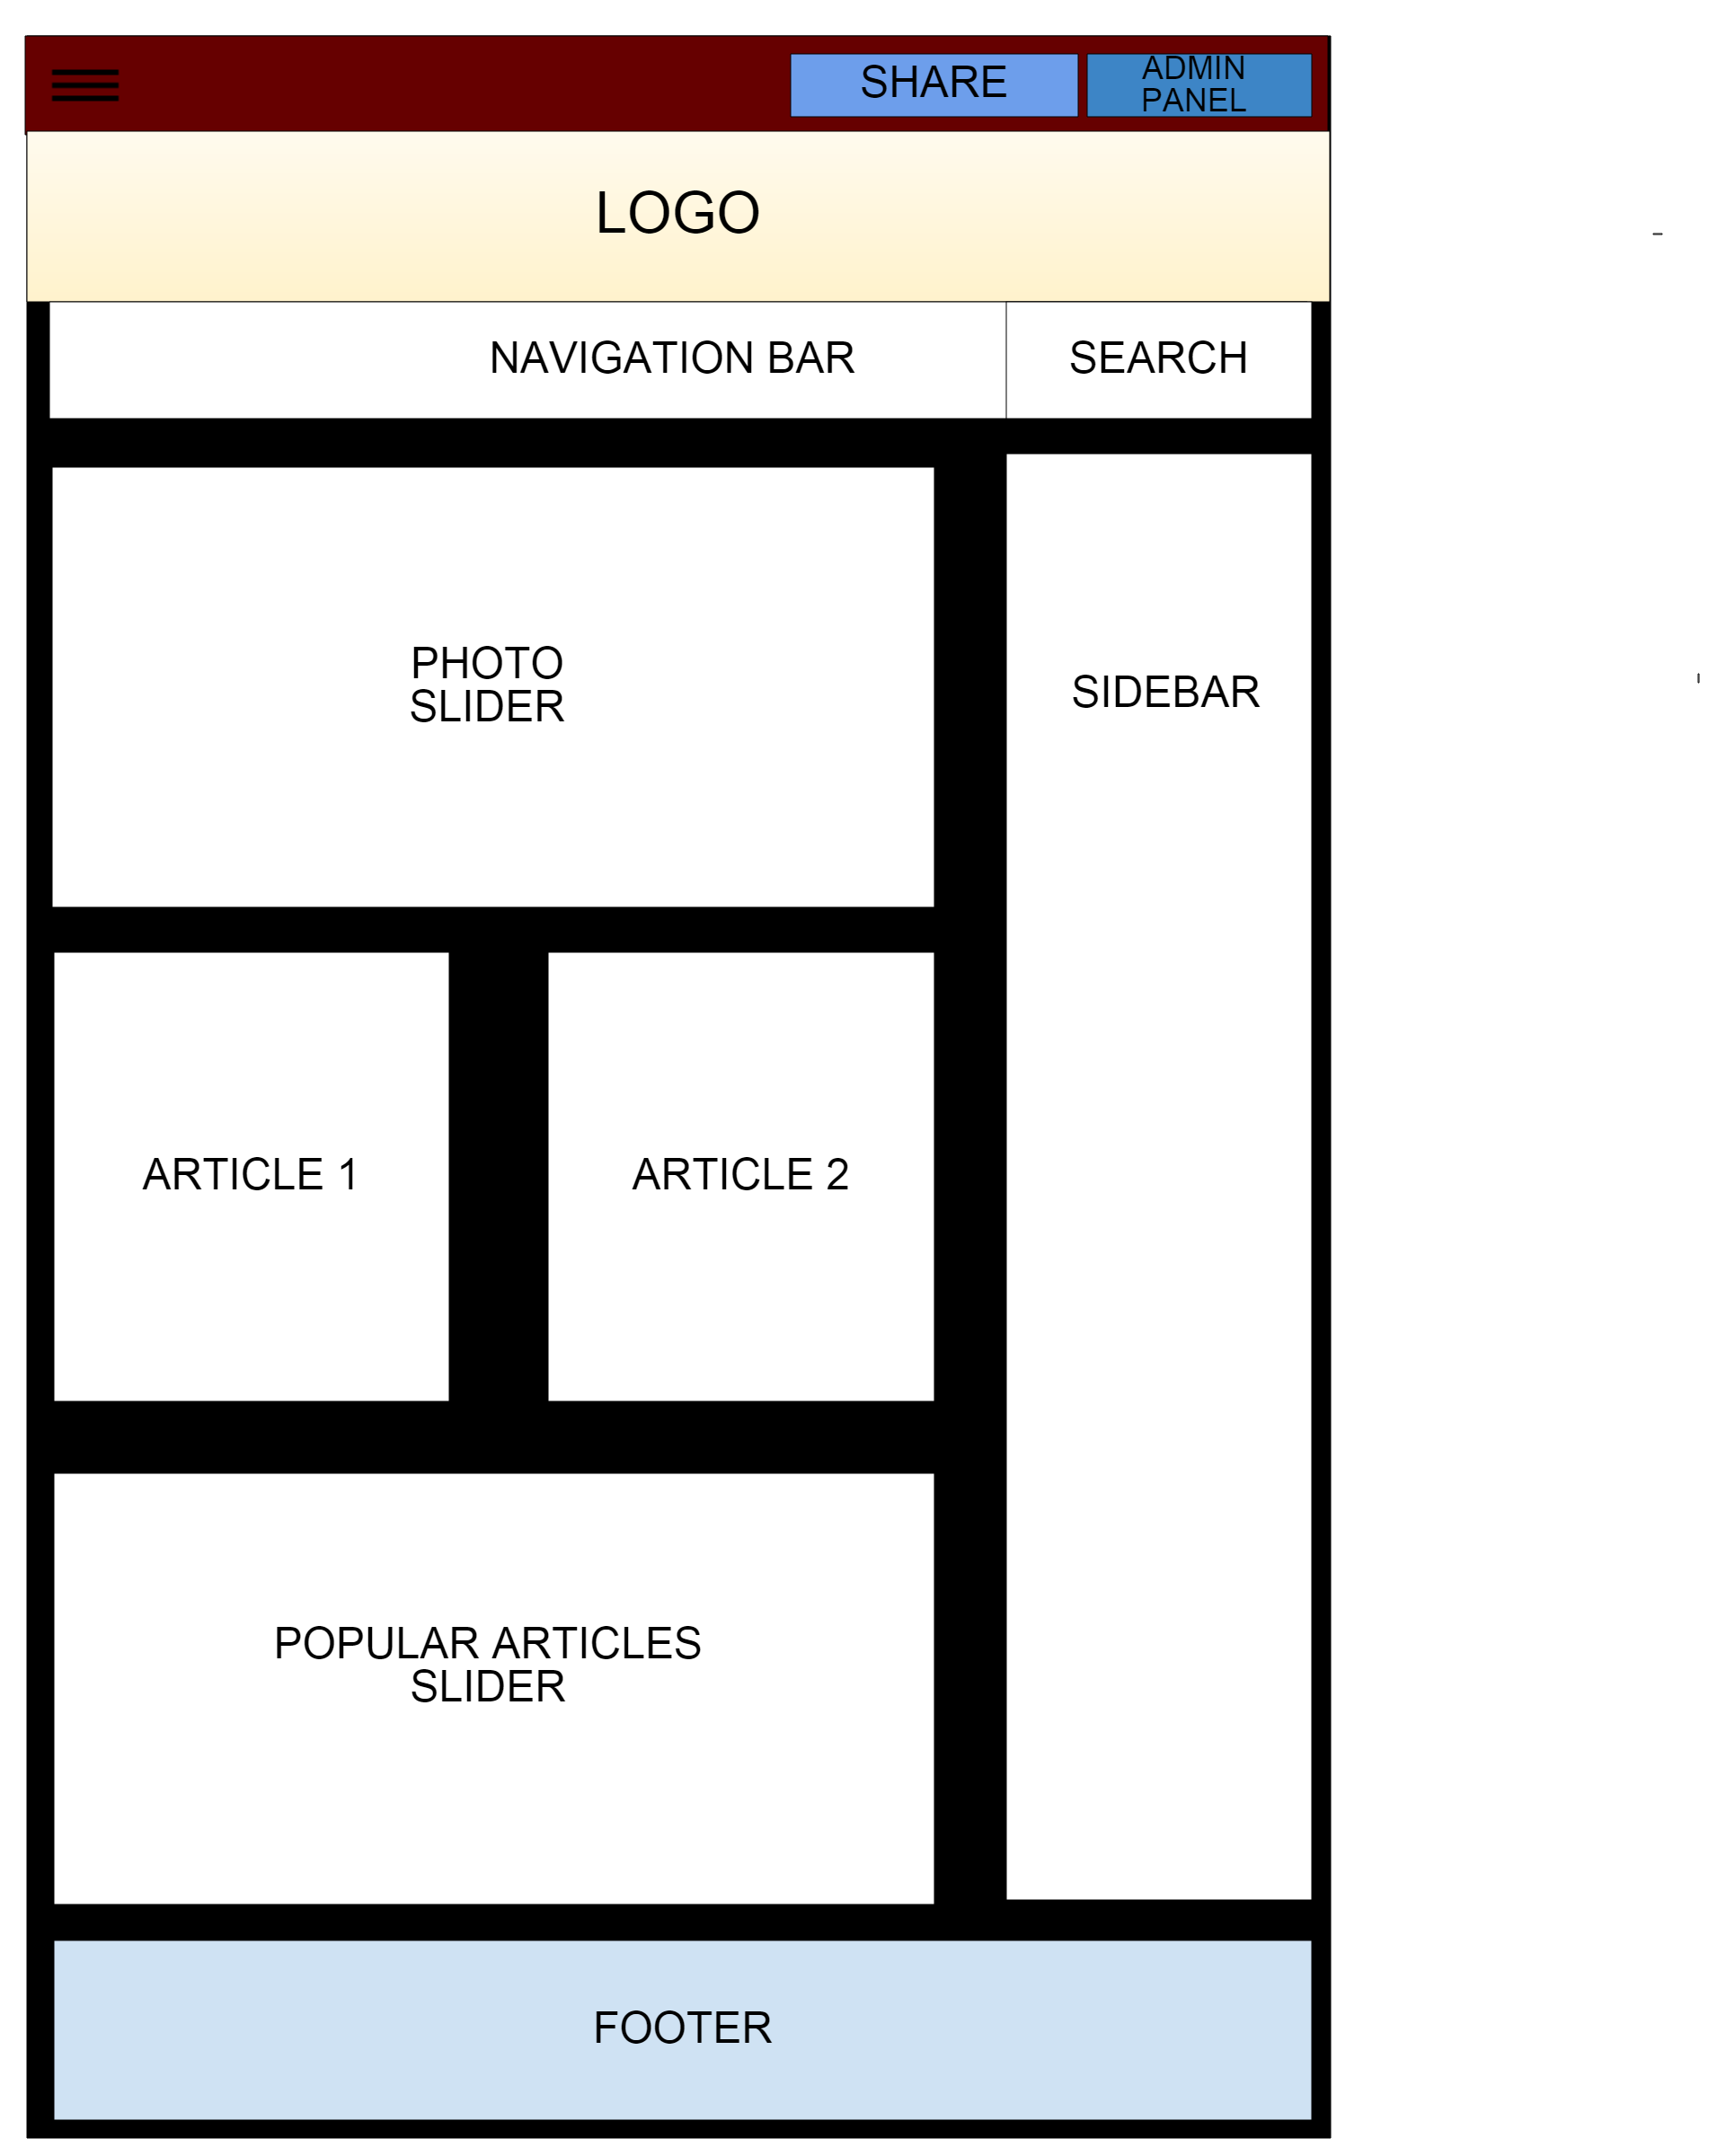 SHARE
ADMIN
PANEL
LOGO
NAVIGATION BAR
SEARCH
PHOTO
SLIDER
SIDEBAR
ARTICLE 1
ARTICLE 2
POPULAR ARTICLES
SLIDER
FOOTER